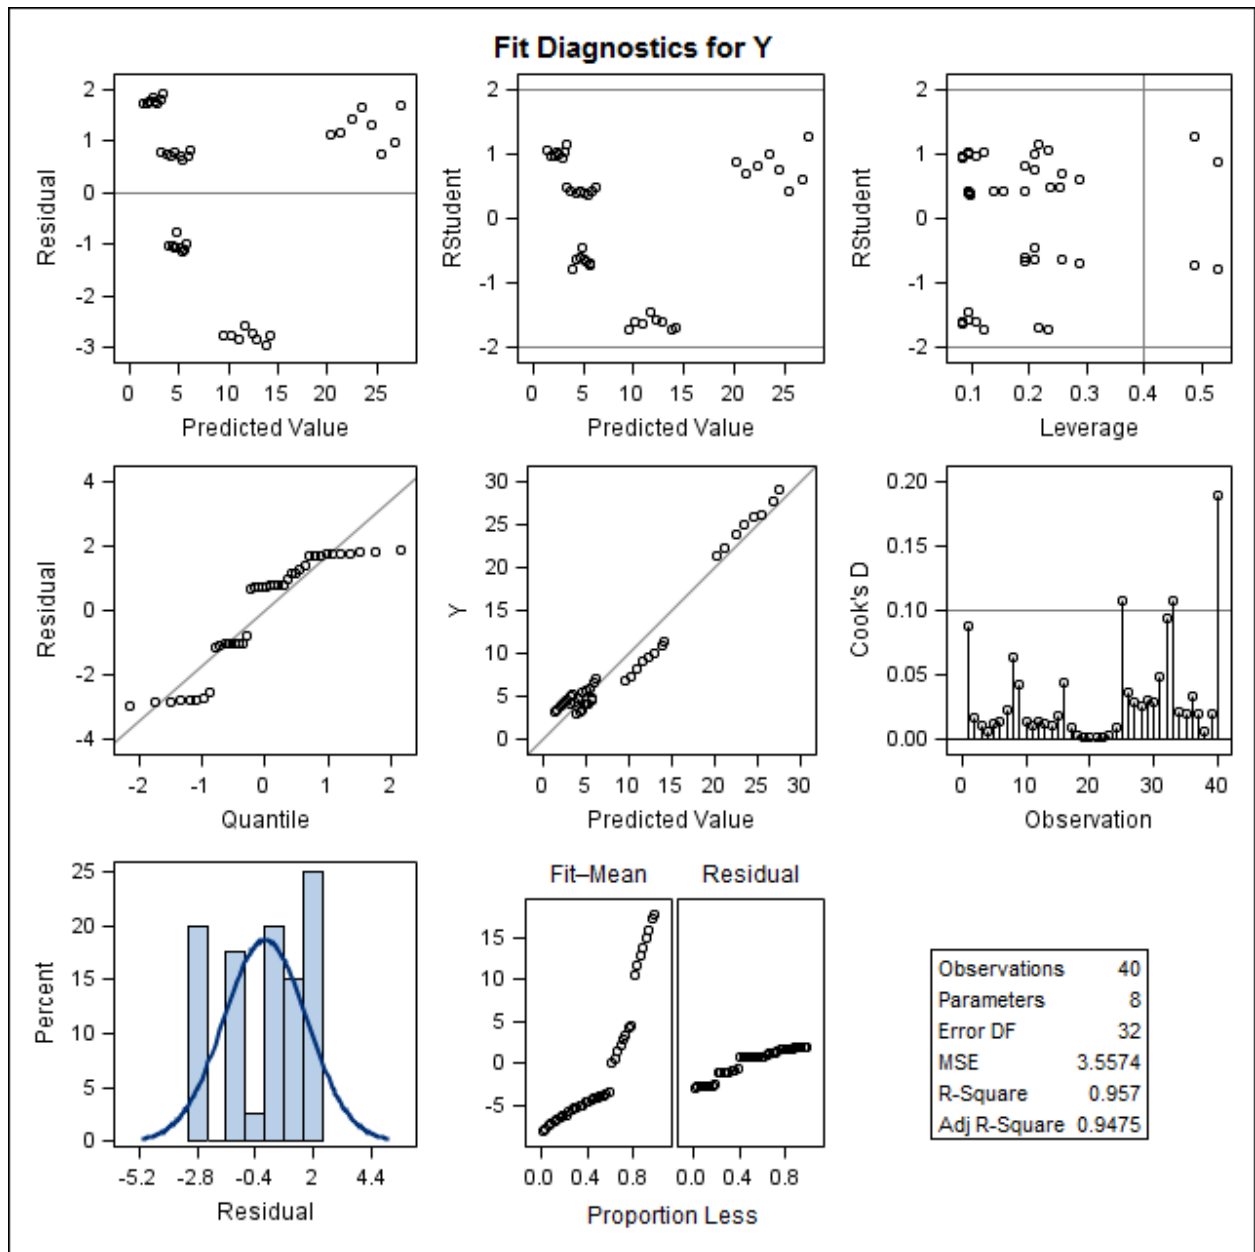 Fit Diagnostics for Y
2
1
0
-1
-2
-3
Residual
0 5 10 15 20 25
Predicted Value
2
1
0
-1
-2
RStudent
0 5 10 15 20 25
Predicted Value
2
1
0
-1
-2
RStudent
0.1 0.2 0.3 0.4 0.5
Leverage
4
2
0
-2
-4
Residual
-2 -1 0 1 2
Quantile
30
25
20
15
10
5
0
Y
0 5 10 15 20 25 30
Predicted Value
0.20
0.15
0.10
0.05
0.00
Cook's D
0 10 20 30 40
Observation
25
20
15
10
5
0
Percent
-5.2 -2.8 -0.4 2 4.4
Residual
Fit–Mean Residual
15
10
5
0
-5
0.0 0.4 0.8 0.0 0.4 0.8
Proportion Less
Observations 40
Parameters 8
Error DF 32
MSE 3.5574
R-Square 0.957
Adj R-Square 0.9475